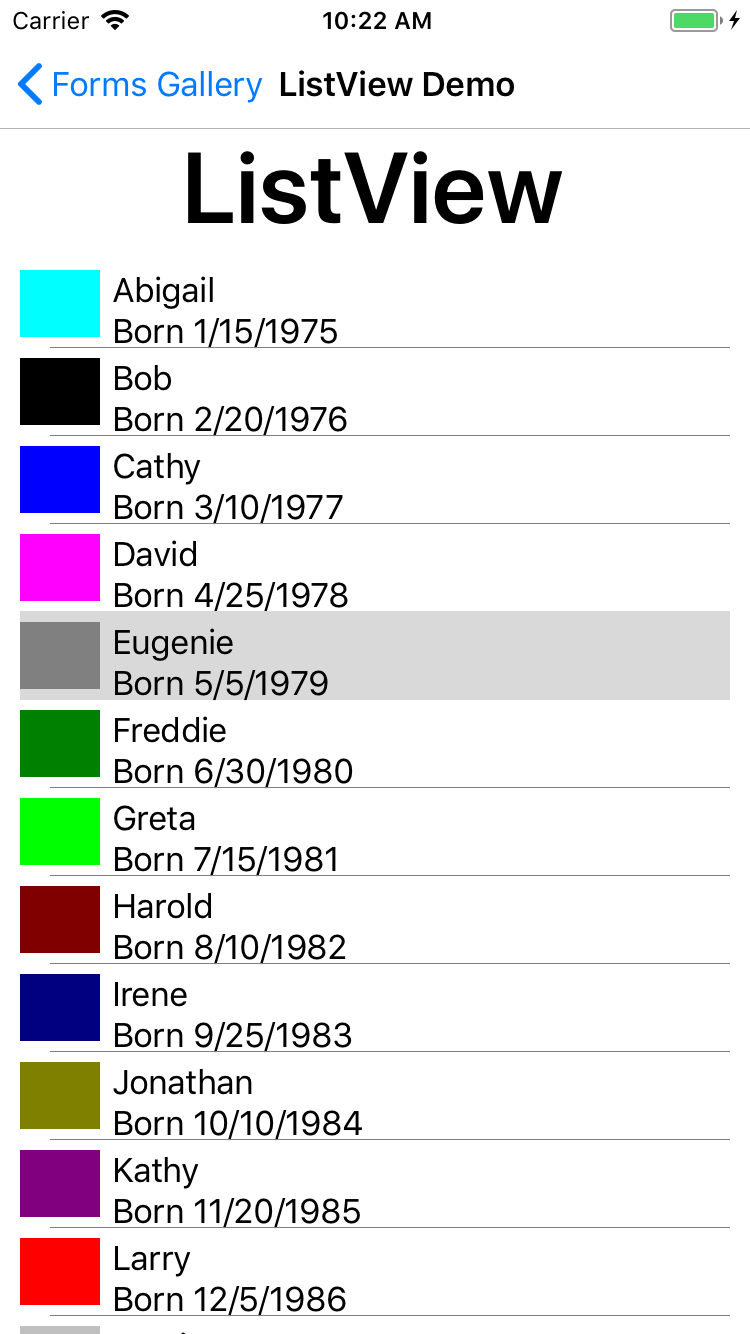 Carrier 10:22 AM
Forms Gallery ListView Demo
ListView
Abigail
Born 1/15/1975
Bob
Born 2/20/1976
Cathy
Born 3/10/1977
David
Born 4/25/1978
Eugenie
Born 5/5/1979
Freddie
Born 6/30/1980
Greta
Born 7/15/1981
Harold
Born 8/10/1982
Irene
Born 9/25/1983
Jonathan
Born 10/10/1984
Kathy
Born 11/20/1985
Larry
Born 12/5/1986